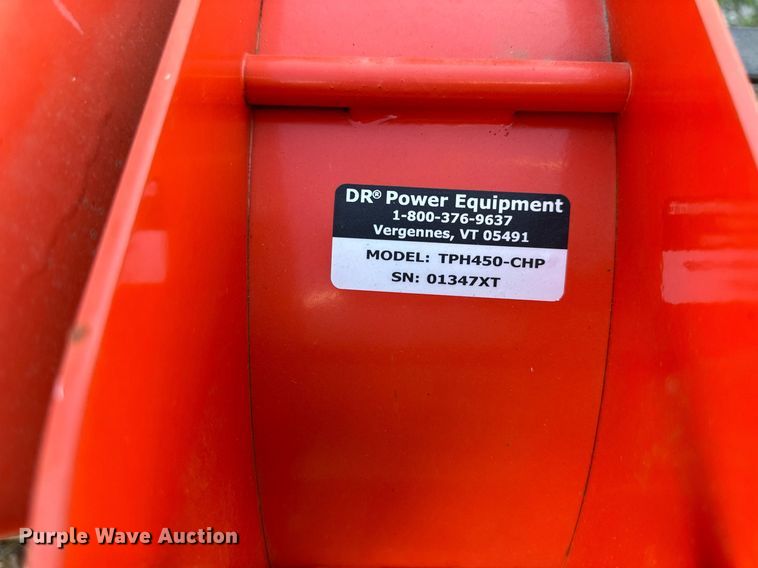 DR® Power Equipment
1-800-376-9637
Vergennes, VT 05491
MODEL: TPH450-CHP
SN: 01347XT
Purple Wave Auction®